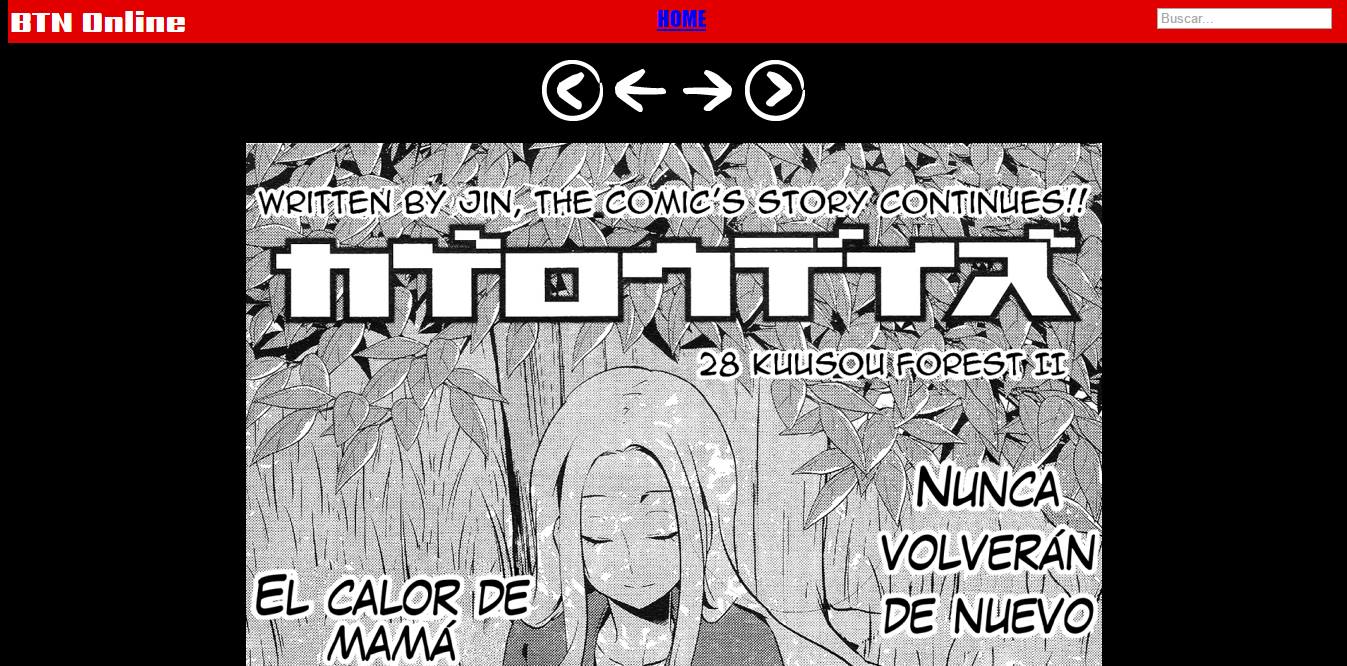 BTN Online
HOME
Buscar...
WRITTEN BY JIN, THE COMIC'S STORY CONTINUES!!
カゲロウデイズ
28 KUUSOU FOREST II
NUNCA
VOLVERÁN
DE NUEVO
EL CALOR DE
MAMÁ